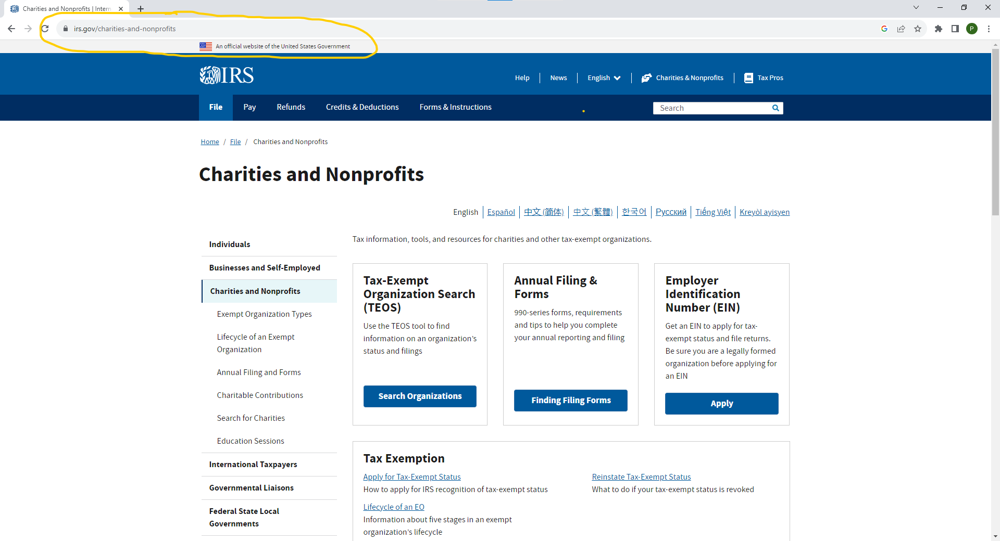 Charities and Nonprofits | Intern
irs.gov/charities-and-nonprofits
G
P
An official website of the United States Government
IRS
Help
News
English
Charities & Nonprofits
Tax Pros
File
Pay
Refunds
Credits & Deductions
Forms & Instructions
Search
Home / File / Charities and Nonprofits
Charities and Nonprofits
English
Español
中文 (简体)
中文 (繁體)
한국어
Русский
Tiếng Việt
Kreyòl ayisyen
Individuals
Businesses and Self-Employed
Charities and Nonprofits
Exempt Organization Types
Lifecycle of an Exempt
Organization
Annual Filing and Forms
Charitable Contributions
Search for Charities
Education Sessions
International Taxpayers
Governmental Liaisons
Federal State Local
Governments
Tax information, tools, and resources for charities and other tax-exempt organizations.
Tax-Exempt
Organization Search
(TEOS)
Use the TEOS tool to find
information on an organization's
status and filings
Search Organizations
Annual Filing &
Forms
990-series forms, requirements
and tips to help you complete
your annual reporting and filing
Finding Filing Forms
Employer
Identification
Number (EIN)
Get an EIN to apply for tax-
exempt status and file returns.
Be sure you are a legally formed
organization before applying for
an EIN
Apply
Tax Exemption
Apply for Tax-Exempt Status
How to apply for IRS recognition of tax-exempt status
Lifecycle of an EO
Information about five stages in an exempt
organization's lifecycle
Reinstate Tax-Exempt Status
What to do if your tax-exempt status is revoked